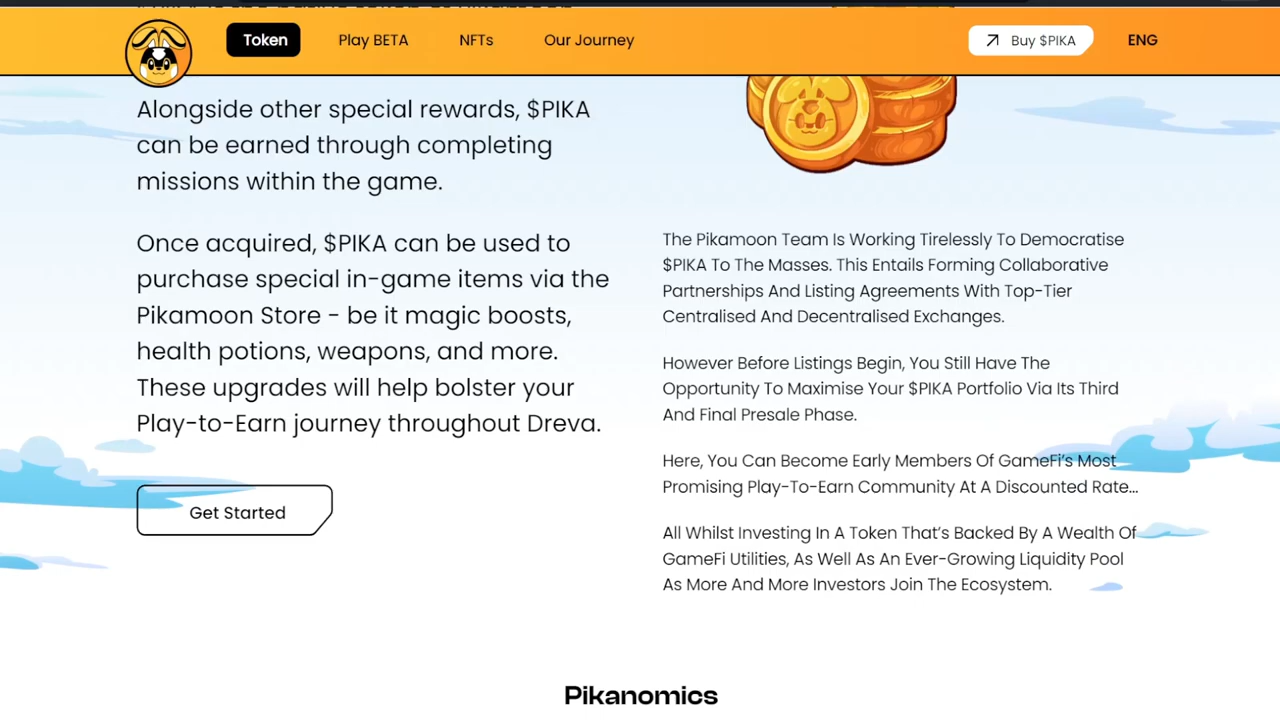 Token
Play BETA
NFTs
Our Journey
Buy $PIKA
ENG
Alongside other special rewards, $PIKA
can be earned through completing
missions within the game.
Once acquired, $PIKA can be used to
purchase special in-game items via the
Pikamoon Store - be it magic boosts,
health potions, weapons, and more.
These upgrades will help bolster your
Play-to-Earn journey throughout Dreva.
Get Started
The Pikamoon Team Is Working Tirelessly To Democratise
$PIKA To The Masses. This Entails Forming Collaborative
Partnerships And Listing Agreements With Top-Tier
Centralised And Decentralised Exchanges.
However Before Listings Begin, You Still Have The
Opportunity To Maximise Your $PIKA Portfolio Via Its Third
And Final Presale Phase.
Here, You Can Become Early Members Of GameFi's Most
Promising Play-To-Earn Community At A Discounted Rate...
All Whilst Investing In A Token That's Backed By A Wealth Of
GameFi Utilities, As Well As An Ever-Growing Liquidity Pool
As More And More Investors Join The Ecosystem.
Pikanomics